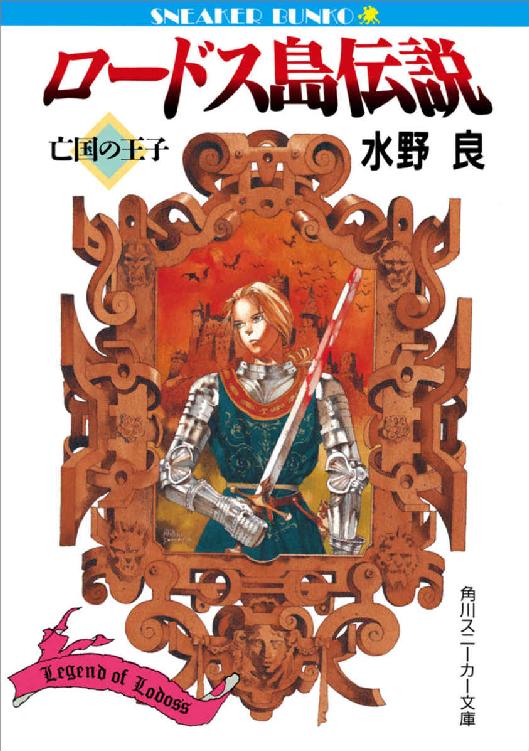 SNEAKER BUNKO
ロードス島伝説
亡国の王子
水野 良
角川スニーカー文庫
Legend of Lodoss